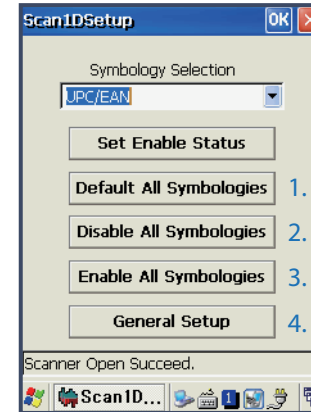 Scan1DSetup OK
Symbology Selection
UPC/EAN
Set Enable Status
Default All Symbologies 1.
Disable All Symbologies 2.
Enable All Symbologies 3.
General Setup 4.
Scanner Open Succeed.
Scan1D... 1